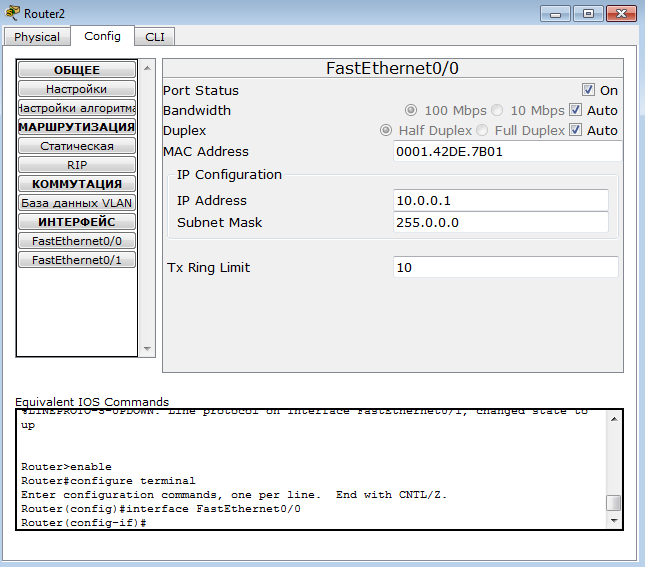 Router2
Physical Config CLI
ОБЩЕЕ
Настройки
Настройки алгоритма
МАРШРУТИЗАЦИЯ
Статическая
RIP
КОММУТАЦИЯ
База данных VLAN
ИНТЕРФЕЙС
FastEthernet0/0
FastEthernet0/1
FastEthernet0/0
Port Status On
Bandwidth 100 Mbps 10 Mbps Auto
Duplex Half Duplex Full Duplex Auto
MAC Address 0001.42DE.7B01
IP Configuration
IP Address 10.0.0.1
Subnet Mask 255.0.0.0
Tx Ring Limit 10
Equivalent IOS Commands
%LINEPROTO-5-UPDOWN: Line protocol on Interface FastEthernet0/1, changed state to
up
Router>enable
Router#configure terminal
Enter configuration commands, one per line.  End with CNTL/Z.
Router(config)#interface FastEthernet0/0
Router(config-if)#